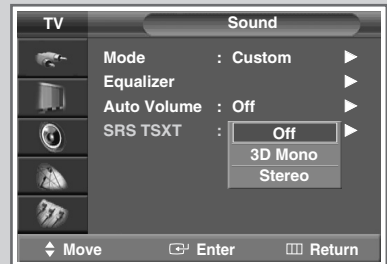 TV Sound
Mode : Custom
Equalizer
Auto Volume : Off
SRS TSXT : Off
3D Mono
Stereo
Move Enter Return